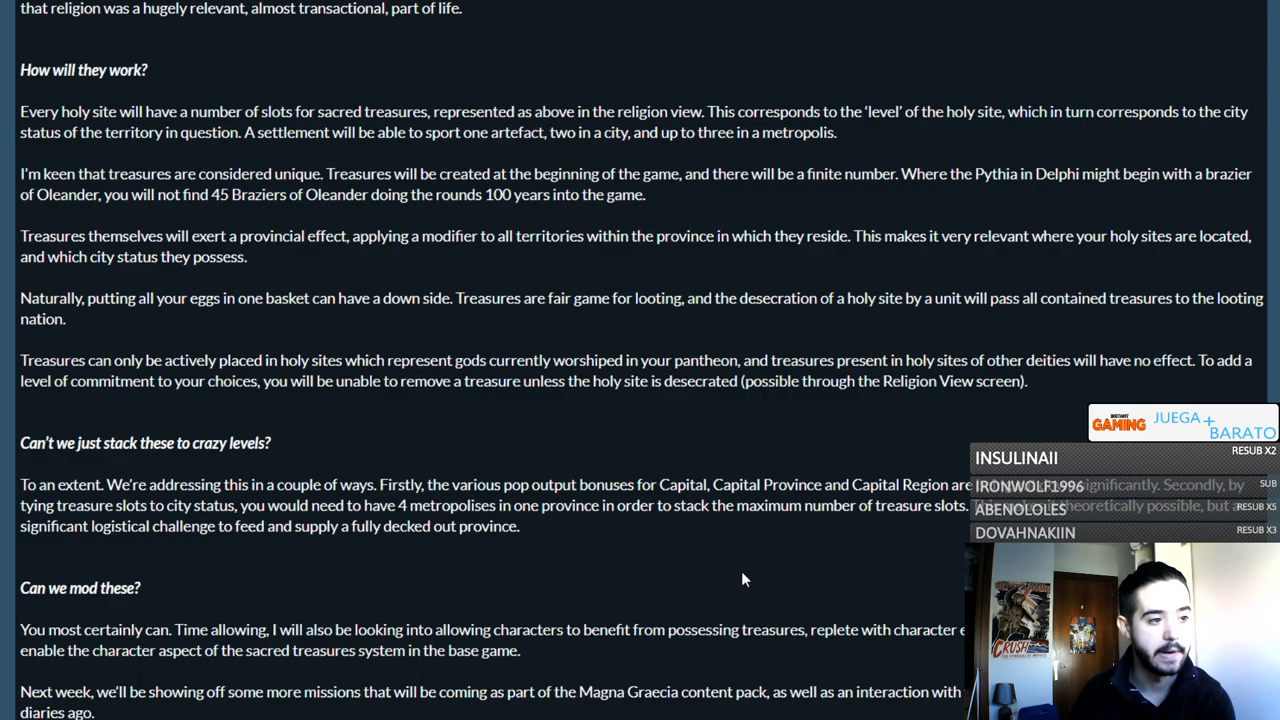 that religion was a hugely relevant, almost transactional, part of life.
How will they work?
Every holy site will have a number of slots for sacred treasures, represented as above in the religion view. This corresponds to the ‘level’ of the holy site, which in turn corresponds to the city
status of the territory in question. A settlement will be able to sport one artefact, two in a city, and up to three in a metropolis.
I’m keen that treasures are considered unique. Treasures will be created at the beginning of the game, and there will be a finite number. Where the Pythia in Delphi might begin with a brazier
of Oleander, you will not find 45 Braziers of Oleander doing the rounds 100 years into the game.
Treasures themselves will exert a provincial effect, applying a modifier to all territories within the province in which they reside. This makes it very relevant where your holy sites are located,
and which city status they possess.
Naturally, putting all your eggs in one basket can have a down side. Treasures are fair game for looting, and the desecration of a holy site by a unit will pass all contained treasures to the looting
nation.
Treasures can only be actively placed in holy sites which represent gods currently worshiped in your pantheon, and treasures present in holy sites of other deities will have no effect. To add a
level of commitment to your choices, you will be unable to remove a treasure unless the holy site is desecrated (possible through the Religion View screen).
Can’t we just stack these to crazy levels?
To an extent. We’re addressing this in a couple of ways. Firstly, the various pop output bonuses for Capital, Capital Province and Capital Region are significantly. Secondly, by
tying treasure slots to city status, you would need to have 4 metropolises in one province in order to stack the maximum number of treasure slots. theoretically possible, but a
significant logistical challenge to feed and supply a fully decked out province.
Can we mod these?
You most certainly can. Time allowing, I will also be looking into allowing characters to benefit from possessing treasures, replete with character
enable the character aspect of the sacred treasures system in the base game.
Next week, we’ll be showing off some more missions that will be coming as part of the Magna Graecia content pack, as well as an interaction with
diaries ago.
INSTANT GAMING JUEGA+ BARATO
INSULINAII RESUB X2
IRONWOLF1996 SUB
ABENOLOLES RESUB X5
DOVAHNAKIIN RESUB X3
CRUSH